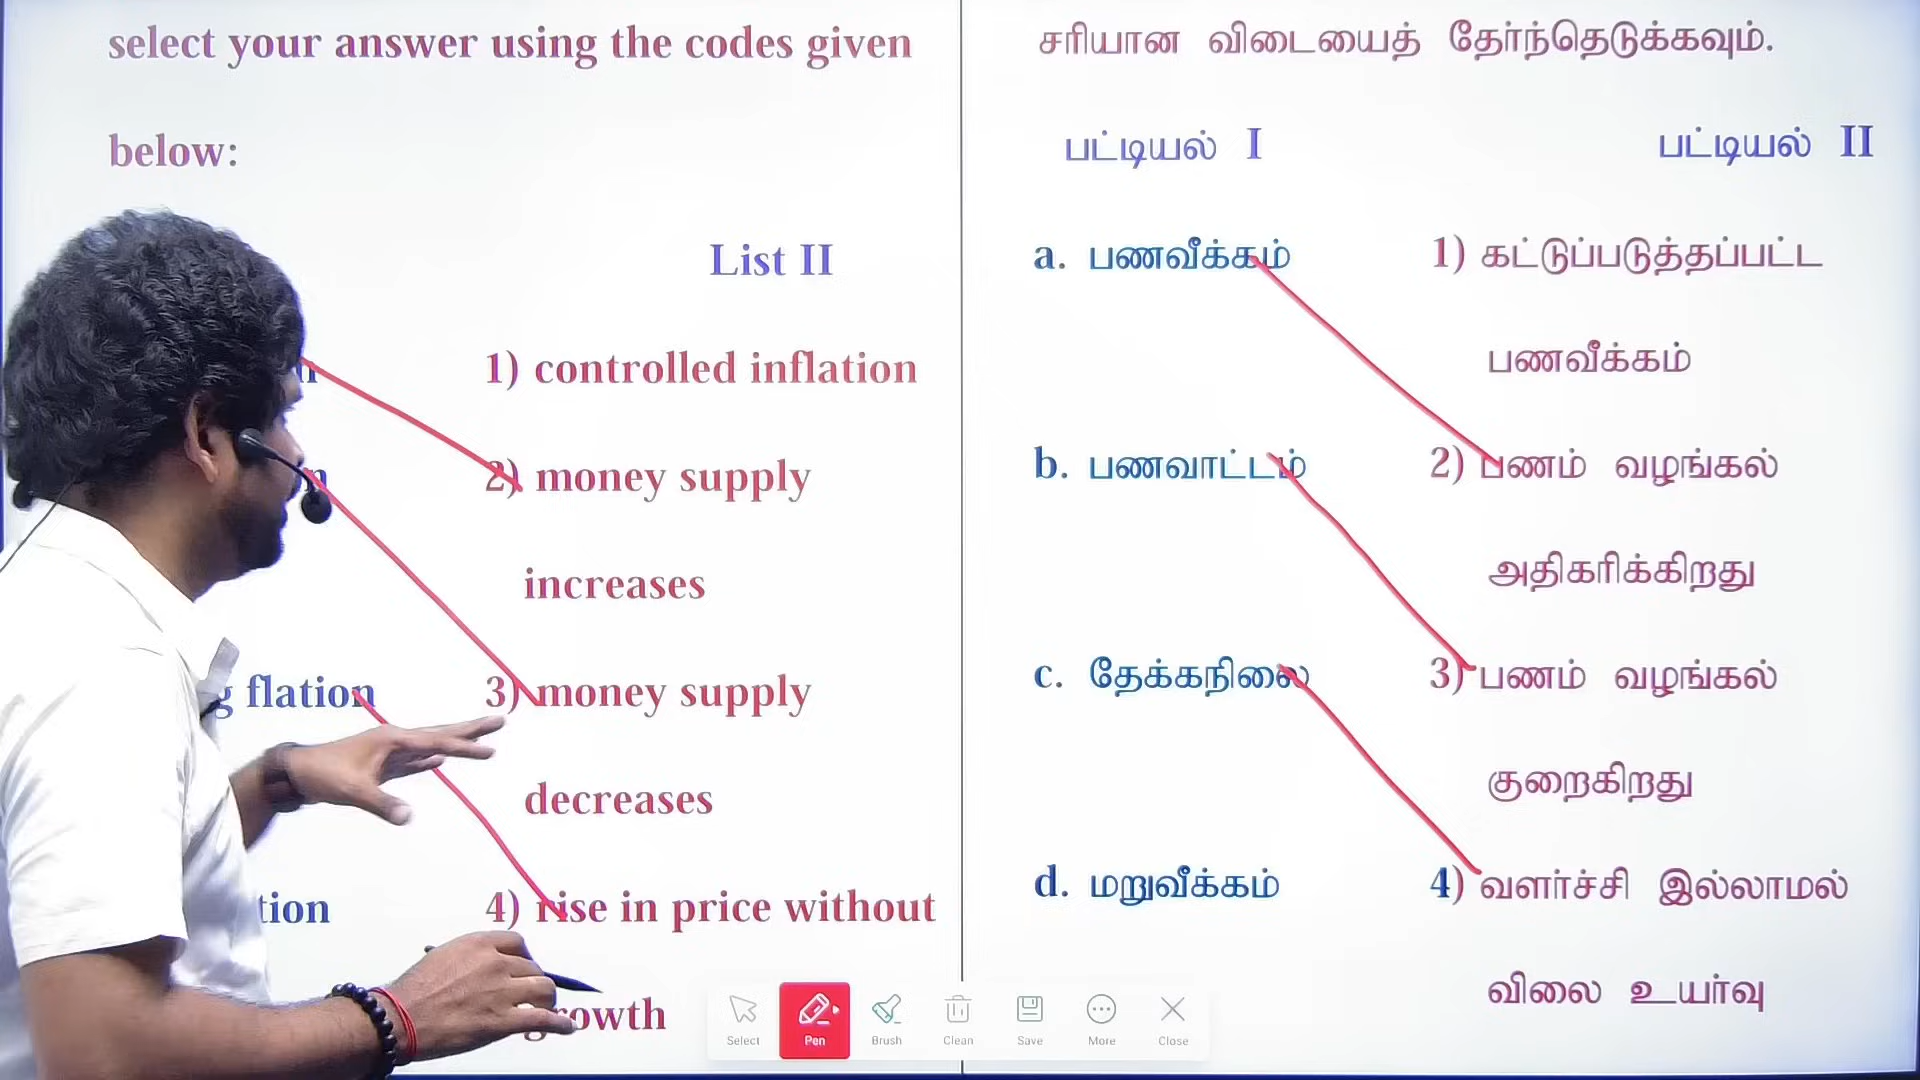 select your answer using the codes given
below:
List II
1) controlled inflation
2) money supply
increases
flation
3) money supply
decreases
tion
4) rise in price without
growth
சரியான விடையைத் தேர்ந்தெடுக்கவும்.
பட்டியல் I
பட்டியல் II
a. பணவீக்கம்
1) கட்டுப்படுத்தப்பட்ட
பணவீக்கம்
b. பணவாட்டம்
2) பணம் வழங்கல்
அதிகரிக்கிறது
c. தேக்கநிலை
3) பணம் வழங்கல்
குறைகிறது
d. மறுவீக்கம்
4) வளர்ச்சி இல்லாமல்
விலை உயர்வு
Select
Pen
Brush
Clean
Save
More
Close